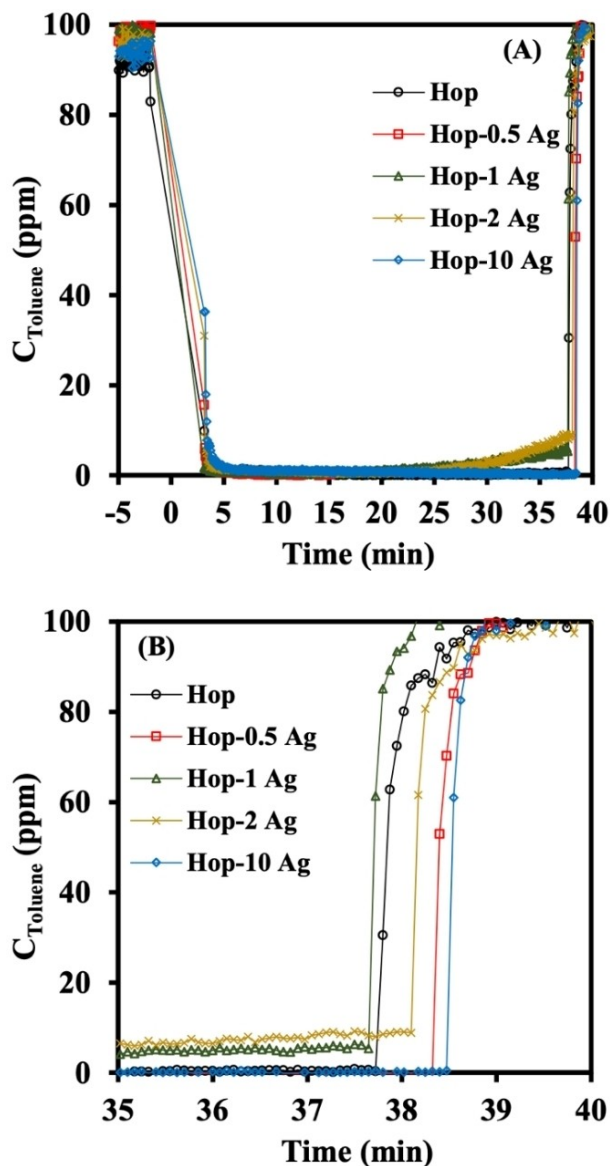 100
80
60
40
20
0
C_Toluene (ppm)
(A)
Hop
Hop-0.5 Ag
Hop-1 Ag
Hop-2 Ag
Hop-10 Ag
-5 0 5 10 15 20 25 30 35 40
Time (min)
100
80
60
40
20
0
C_Toluene (ppm)
(B)
Hop
Hop-0.5 Ag
Hop-1 Ag
Hop-2 Ag
Hop-10 Ag
35 36 37 38 39 40
Time (min)